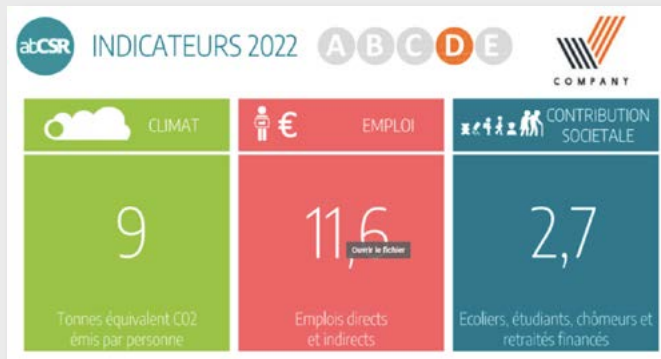 abCSR INDICATEURS 2022 A B C D E
COMPANY
CLIMAT
€ EMPLOI
CONTRIBUTION
SOCIETALE
9
11,6
Ouvrir le fichier
2,7
Tonnes équivalent CO2
émis par personne
Emplois directs
et indirects
Ecoliers, étudiants, chômeurs et
retraités financés